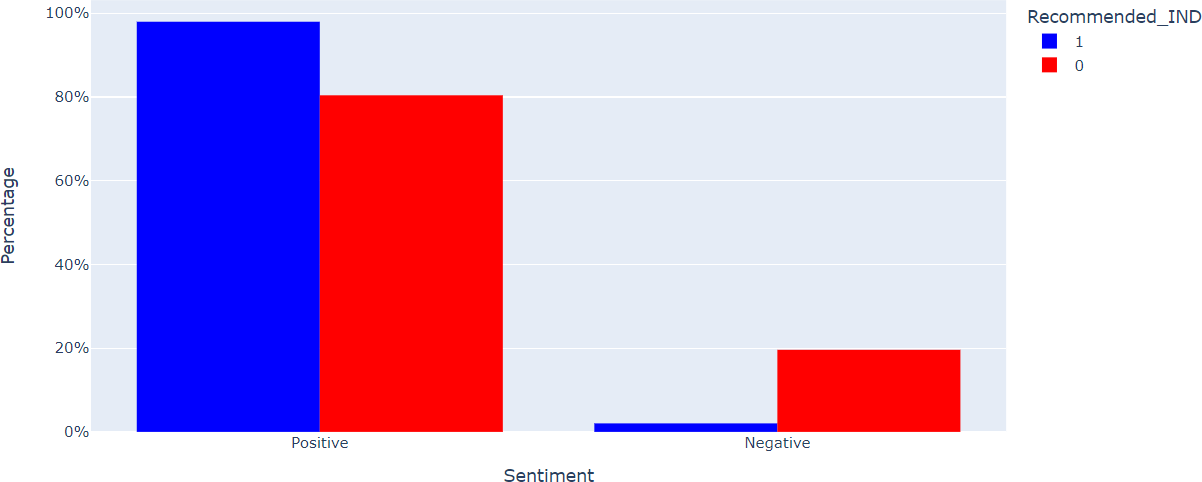 100%
80%
60%
40%
20%
0%
Percentage
Positive
Negative
Sentiment
Recommended_IND
1
0